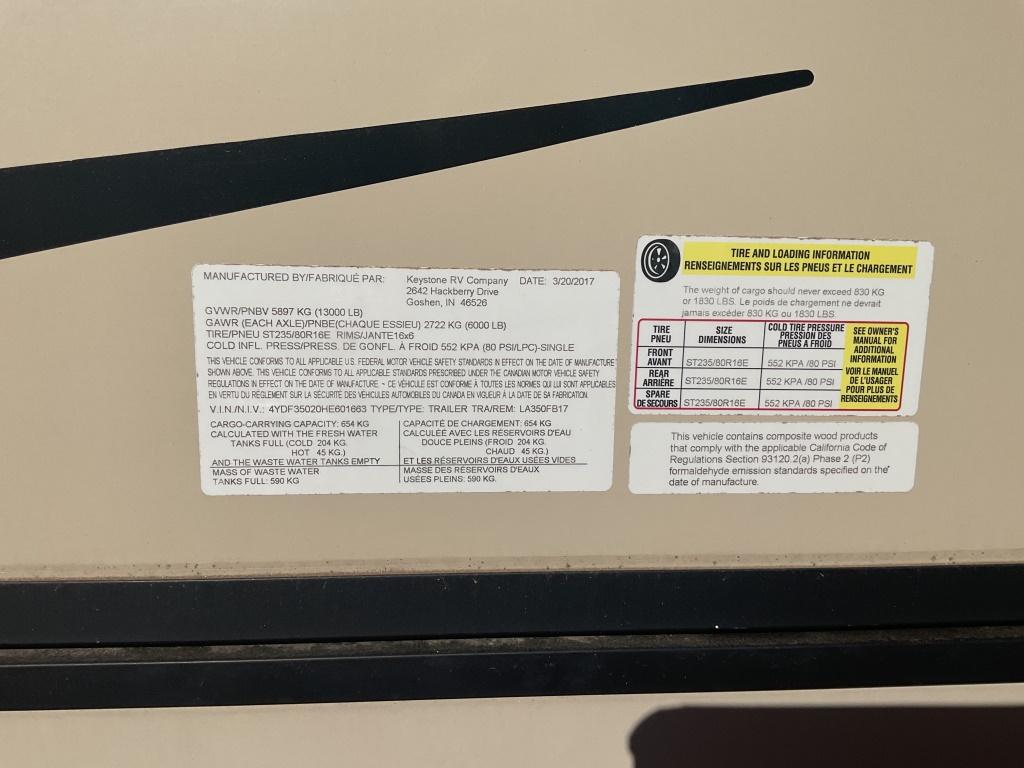 MANUFACTURED BY/FABRIQUÉ PAR: Keystone RV Company DATE: 3/20/2017
2642 Hackberry Drive
Goshen, IN 46526
GVWR/PNBV 5897 KG (13000 LB)
GAWR (EACH AXLE)/PNBE(CHAQUE ESSIEU) 2722 KG (6000 LB)
TIRE/PNEU ST235/80R16E RIMS/JANTE16x6
COLD INFL. PRESS/PRESS. DE GONFL. À FROID 552 KPA (80 PSI/LPC)-SINGLE
THIS VEHICLE CONFORMS TO ALL APPLICABLE U.S. FEDERAL MOTOR VEHICLE SAFETY STANDARDS IN EFFECT ON THE DATE OF MANUFACTURE
SHOWN ABOVE. THIS VEHICLE CONFORMS TO ALL APPLICABLE STANDARDS PRESCRIBED UNDER THE CANADIAN MOTOR VEHICLE SAFETY
REGULATIONS IN EFFECT ON THE DATE OF MANUFACTURE. - CE VÉHICULE EST CONFORME À TOUTES LES NORMES QUI LUI SONT APPLICABLES
EN VERTU DU RÈGLEMENT SUR LA SÉCURITÉ DES VÉHICULES AUTOMOBILES DU CANADA EN VIGUEUR À LA DATE DE SA FABRICATION.
V.I.N./N.I.V.: 4YDF35020HE601663 TYPE/TYPE: TRAILER TRA/REM: LA350FB17
CARGO-CARRYING CAPACITY: 654 KG
CALCULATED WITH THE FRESH WATER
TANKS FULL (COLD 204 KG.
HOT 45 KG.)
AND THE WASTE WATER TANKS EMPTY
MASS OF WASTE WATER
TANKS FULL: 590 KG
CAPACITÉ DE CHARGEMENT: 654 KG
CALCULÉE AVEC LES RÉSERVOIRS D'EAU
DOUCE PLEINS (FROID 204 KG.
CHAUD 45 KG.)
ET LES RÉSERVOIRS D'EAUX USÉES VIDES
MASSE DES RÉSERVOIRS D'EAUX
USÉES PLEINS: 590 KG.
TIRE AND LOADING INFORMATION
RENSEIGNEMENTS SUR LES PNEUS ET LE CHARGEMENT
The weight of cargo should never exceed 830 KG
or 1830 LBS. Le poids de chargement ne devrait
jamais excéder 830 KG ou 1830 LBS
TIRE PNEU SIZE DIMENSIONS COLD TIRE PRESSURE PRESSION DES PNEUS A FROID
FRONT AVANT ST235/80R16E 552 KPA /80 PSI
REAR ARRIÈRE ST235/80R16E 552 KPA /80 PSI
SPARE DE SECOURS ST235/80R16E 552 KPA /80 PSI
SEE OWNER'S
MANUAL FOR
ADDITIONAL
INFORMATION
VOIR LE MANUEL
DE L'USAGER
POUR PLUS DE
RENSEIGNEMENTS
This vehicle contains composite wood products
that comply with the applicable California Code of
Regulations Section 93120.2(a) Phase 2 (P2)
formaldehyde emission standards specified on the
date of manufacture.